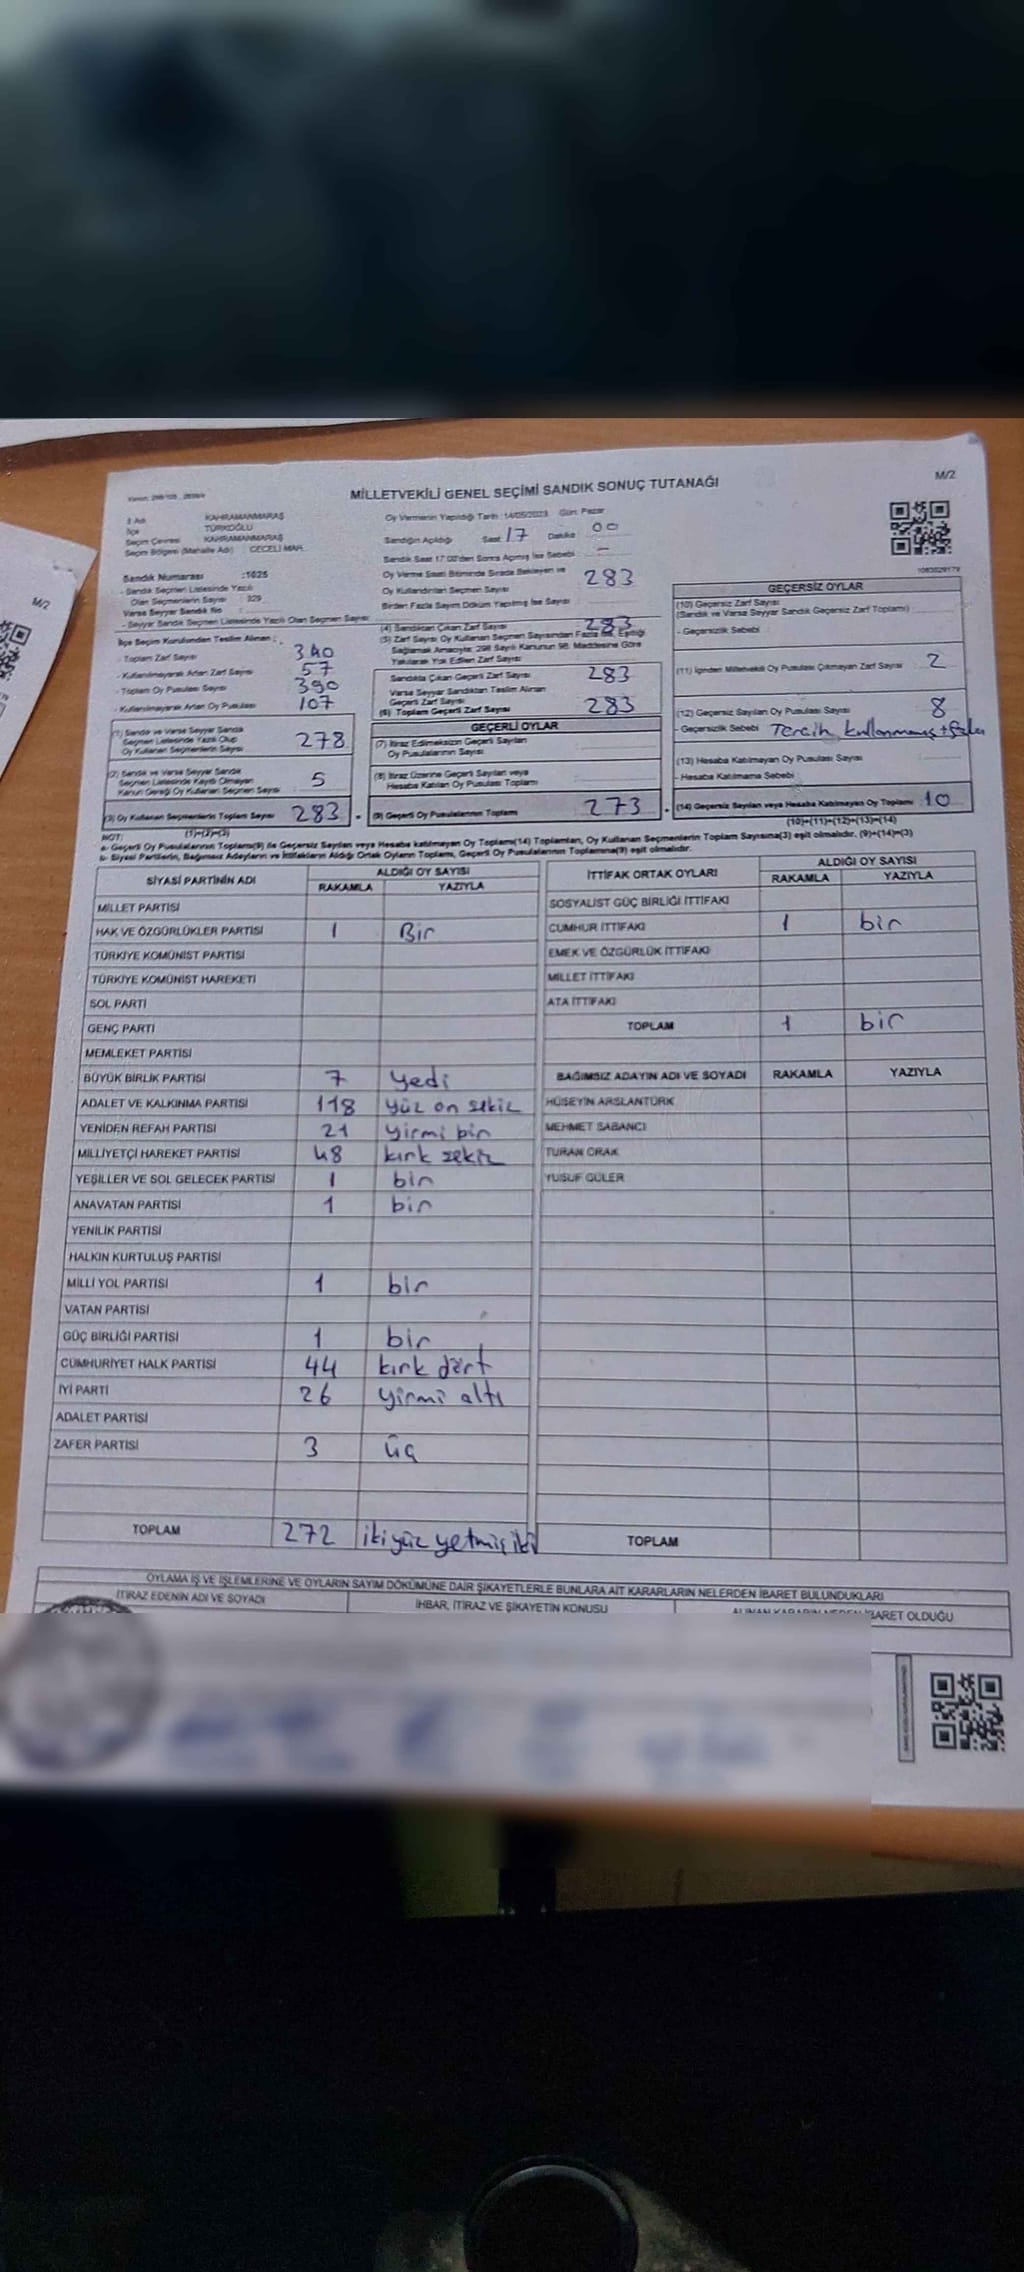 M/2
MİLLETVEKİLİ GENEL SEÇİMİ SANDIK SONUÇ TUTANAĞI
M/2
İl Adı KAHRAMANMARAŞ
İlçe TÜRKOĞLU
Seçim Çevresi KAHRAMANMARAŞ
Seçim Bölgesi (Mahalle Adı) CECELİ MAH.
Oy Vermenin Yapıldığı Tarih :14/05/2023 Gün: Pazar
Sandığın Açıldığı Saat 17 Dakika 00
Sandık Saat 17:00'den Sonra Açılmış İse Sebebi —
Sandık Numarası :1025
- Sandık Seçmen Listesinde Yazılı
Olan Seçmenlerin Sayısı : 329
Varsa Seyyar Sandık No :
- Seyyar Sandık Seçmen Listesinde Yazılı Olan Seçmen Sayısı
Oy Verme Saati Bitiminde Sırada Bekleyen ve
Oy Kullandırılan Seçmen Sayısı 283
Birden Fazla Sayım Döküm Yapılmış İse Sayısı
İlçe Seçim Kurulundan Teslim Alınan :
- Toplam Zarf Sayısı 340
- Kullanılmayarak Artan Zarf Sayısı 57
- Toplam Oy Pusulası Sayısı 390
- Kullanılmayarak Artan Oy Pusulası 107
(4) Sandıktan Çıkan Zarf Sayısı 283
(5) Zarf Sayısı Oy Kullanan Seçmen Sayısından Fazla İse, Eşitliği
Sağlamak Amacıyla; 298 Sayılı Kanunun 98. Maddesine Göre
Yakılarak Yok Edilen Zarf Sayısı
Sandıkta Çıkan Geçerli Zarf Sayısı 283
Varsa Seyyar Sandıktan Teslim Alınan
Geçerli Zarf Sayısı
(6) Toplam Geçerli Zarf Sayısı 283
GEÇERSİZ OYLAR
(10) Geçersiz Zarf Sayısı
(Sandık ve Varsa Seyyar Sandık Geçersiz Zarf Toplamı)
- Geçersizlik Sebebi
(11) İçinden Milletvekili Oy Pusulası Çıkmayan Zarf Sayısı 2
(12) Geçersiz Sayılan Oy Pusulası Sayısı 8
- Geçersizlik Sebebi Tercih kullanmamış +
(13) Hesaba Katılmayan Oy Pusulası Sayısı
- Hesaba Katılmama Sebebi
(14) Geçersiz Sayılan veya Hesaba Katılmayan Oy Toplamı 10
(10)+(11)+(12)+(13)=(14)
(1) Sandık ve Varsa Seyyar Sandık
Seçmen Listesinde Yazılı Olup
Oy Kullanan Seçmenlerin Sayısı 278
(2) Sandık ve Varsa Seyyar Sandık
Seçmen Listesinde Kayıtlı Olmayan
Kanun Gereği Oy Kullanan Seçmen Sayısı 5
(3) Oy Kullanan Seçmenlerin Toplam Sayısı 283
(1)+(2)=(3)
GEÇERLİ OYLAR
(7) İtiraz Edilmeksizin Geçerli Sayılan
Oy Pusulalarının Sayısı
(8) İtiraz Üzerine Geçerli Sayılan veya
Hesaba Katılan Oy Pusulası Toplamı
(9) Geçerli Oy Pusulalarının Toplamı 273
NOT:
a- Geçerli Oy Pusulalarının Toplamı(9) ile Geçersiz Sayılan veya Hesaba katılmayan Oy Toplamı(14) Toplamları, Oy Kullanan Seçmenlerin Toplam Sayısına(3) eşit olmalıdır. (9)+(14)=(3)
b- Siyasi Partilerin, Bağımsız Adayların ve İttifakların Aldığı Ortak Oyların Toplamı, Geçerli Oy Pusulalarının Toplamına(9) eşit olmalıdır.
SİYASİ PARTİNİN ADI ALDIĞI OY SAYISI
RAKAMLA YAZIYLA
MİLLET PARTİSİ
HAK VE ÖZGÜRLÜKLER PARTİSİ 1 Bir
TÜRKİYE KOMÜNİST PARTİSİ
TÜRKİYE KOMÜNİST HAREKETİ
SOL PARTİ
GENÇ PARTİ
MEMLEKET PARTİSİ
BÜYÜK BİRLİK PARTİSİ 7 yedi
ADALET VE KALKINMA PARTİSİ 118 yüz on sekiz
YENİDEN REFAH PARTİSİ 21 yirmi bir
MİLLİYETÇİ HAREKET PARTİSİ 48 kırk sekiz
YEŞİLLER VE SOL GELECEK PARTİSİ 1 bir
ANAVATAN PARTİSİ 1 bir
YENİLİK PARTİSİ
HALKIN KURTULUŞ PARTİSİ
MİLLİ YOL PARTİSİ 1 bir
VATAN PARTİSİ
GÜÇ BİRLİĞİ PARTİSİ 1 bir
CUMHURİYET HALK PARTİSİ 44 kırk dört
İYİ PARTİ 26 yirmi altı
ADALET PARTİSİ
ZAFER PARTİSİ 3 üç
TOPLAM 272 ikiyüz yetmiş iki
İTTİFAK ORTAK OYLARI ALDIĞI OY SAYISI
RAKAMLA YAZIYLA
SOSYALİST GÜÇ BİRLİĞİ İTTİFAKI
CUMHUR İTTİFAKI 1 bir
EMEK VE ÖZGÜRLÜK İTTİFAKI
MİLLET İTTİFAKI
ATA İTTİFAKI
TOPLAM 1 bir
BAĞIMSIZ ADAYIN ADI VE SOYADI RAKAMLA YAZIYLA
HÜSEYİN ARSLANTÜRK
MEHMET SABANCI
TURAN ORAK
YUSUF GÜLER
TOPLAM
OYLAMA İŞ VE İŞLEMLERİNE VE OYLARIN SAYIM DÖKÜMÜNE DAİR ŞİKAYETLERLE BUNLARA AİT KARARLARIN NELERDEN İBARET BULUNDUKLARI
İTİRAZ EDENİN ADI VE SOYADI
İHBAR, İTİRAZ VE ŞİKAYETİN KONUSU
ALINAN KARARIN NEDEN İBARET OLDUĞU